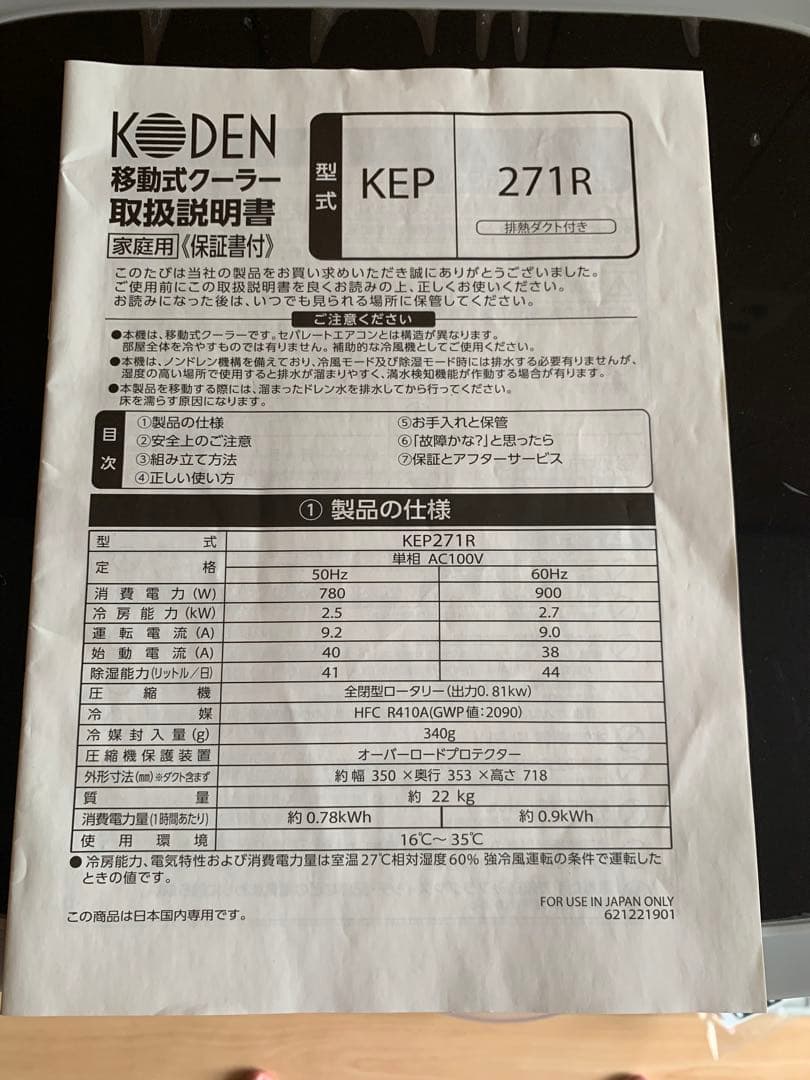 KODEN
移動式クーラー
取扱説明書
家庭用《保証書付》
型式 KEP 271R
排熱ダクト付き
このたびは当社の製品をお買い求めいただき誠にありがとうございました。
ご使用前にこの取扱説明書を良くお読みの上、正しくお使いください。
お読みになった後は、いつでも見られる場所に保管してください。
ご注意ください
●本機は、移動式クーラーです。セパレートエアコンとは構造が異なります。
部屋全体を冷やすものでは有りません。補助的な冷風機としてご使用ください。
●本機は、ノンドレン機構を備えており、冷風モード及び除湿モード時には排水する必要有りませんが、
湿度の高い場所で使用すると排水が溜まりやすく、満水検知機能が作動する場合が有ります。
●本製品を移動する際には、溜まったドレン水を排水してから行ってください。
床を濡らす原因になります。
目次
①製品の仕様
②安全上のご注意
③組み立て方法
④正しい使い方
⑤お手入れと保管
⑥「故障かな?」と思ったら
⑦保証とアフターサービス
① 製品の仕様
型式 KEP271R
定格 単相 AC100V
50Hz 60Hz
消費電力(W) 780 900
冷房能力(kW) 2.5 2.7
運転電流(A) 9.2 9.0
始動電流(A) 40 38
除湿能力(リットル/日) 41 44
圧縮機 全閉型ロータリー(出力0.81kw)
冷媒 HFC R410A(GWP値:2090)
冷媒封入量(g) 340g
圧縮機保護装置 オーバーロードプロテクター
外形寸法(mm)※ダクト含まず 約幅 350 ×奥行 353 ×高さ 718
質量 約 22 kg
消費電力量(1時間あたり) 約0.78kWh 約0.9kWh
使用環境 16℃～35℃
●冷房能力、電気特性および消費電力量は室温27℃相対湿度60% 強冷風運転の条件で運転した
ときの値です。
この商品は日本国内専用です。
FOR USE IN JAPAN ONLY
621221901